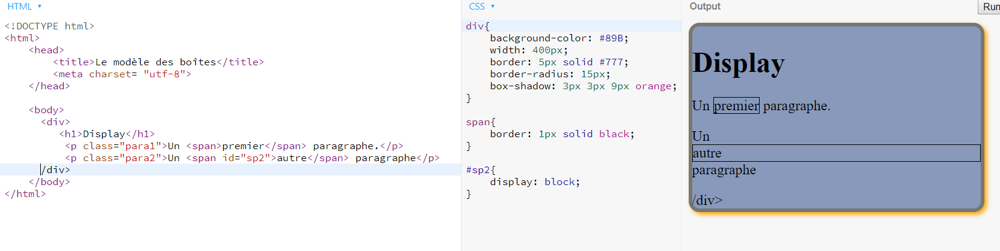 HTML ▾
<!DOCTYPE html>
<html>
<head>
<title>Le modèle des boîtes</title>
<meta charset= "utf-8">
</head>
<body>
<div>
<h1>Display</h1>
<p class="para1">Un <span>premier</span> paragraphe.</p>
<p class="para2">Un <span id="sp2">autre</span> paragraphe</p>
/div>
</body>
</html>
CSS ▾
div{
background-color: #89B;
width: 400px;
border: 5px solid #777;
border-radius: 15px;
box-shadow: 3px 3px 9px orange;
}
span{
border: 1px solid black;
}
#sp2{
display: block;
}
Output
Run
Display
Un premier paragraphe.
Un
autre
paragraphe
/div>